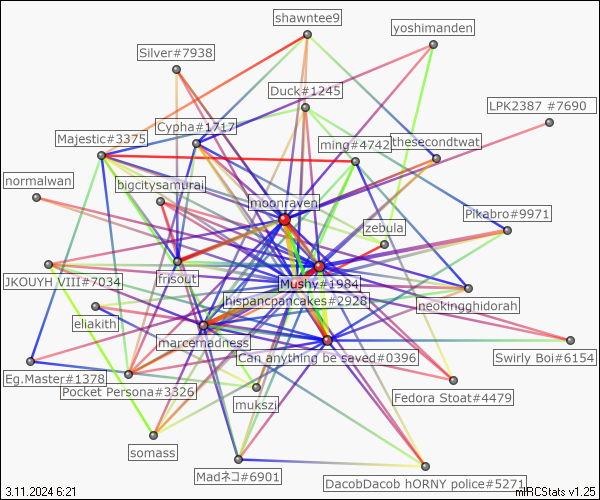 shawntee9
yoshimanden
Silver#7938
Duck#1245
LPK2387 #7690
Cypha#1717
Majestic#3375
ming#4742
thesecondtwat
normalwan
bigcitysamurai
moonraven
Pikabro#9971
zebula
JKOUYH VIII#7034
frisout
Mushy#1984
hispancpancakes#2928
neokingghidorah
eliakith
marcemadness
Can anything be saved#0396
Swirly Boi#6154
Eg.Master#1378
Pocket Persona#3326
mukszi
Fedora Stoat#4479
somass
Madネコ#6901
DacobDacob hORNY police#5271
3.11.2024 6:21
mIRCStats v1.25